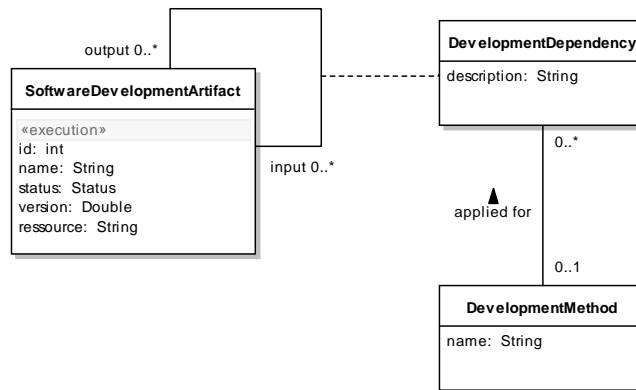 output 0..*
SoftwareDevelopmentArtifact
«execution»
id: int
name: String
status: Status
version: Double
ressource: String
input 0..*
DevelopmentDependency
description: String
0..*
applied for
0..1
DevelopmentMethod
name: String